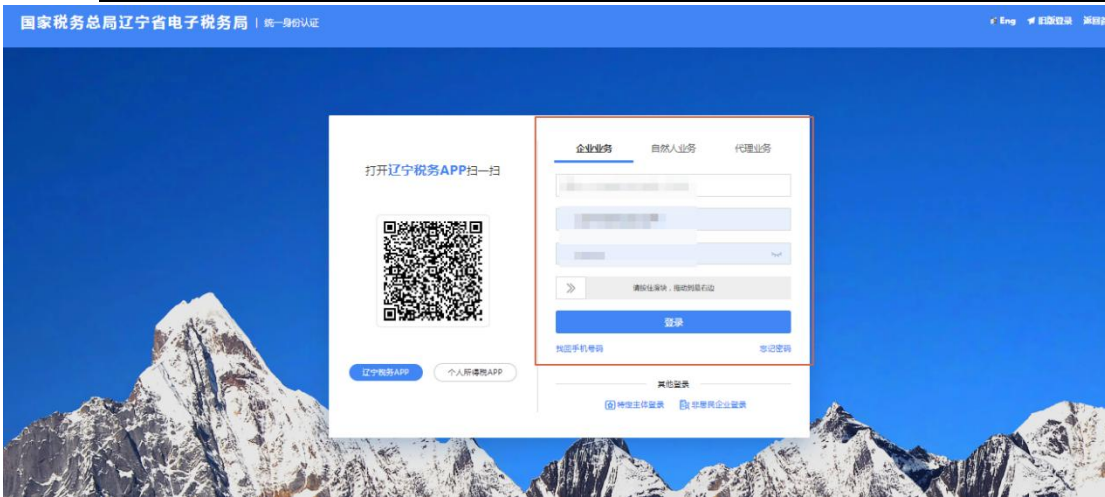 国家税务总局辽宁省电子税务局 | 统一身份认证
Eng 旧版登录
打开辽宁税务APP扫一扫
辽宁税务APP 个人所得税APP
企业业务 自然人业务 代理业务
请按住滑块，拖动到最右边
登录
找回手机号码 忘记密码
其他登录
特定主体登录 非居民企业登录